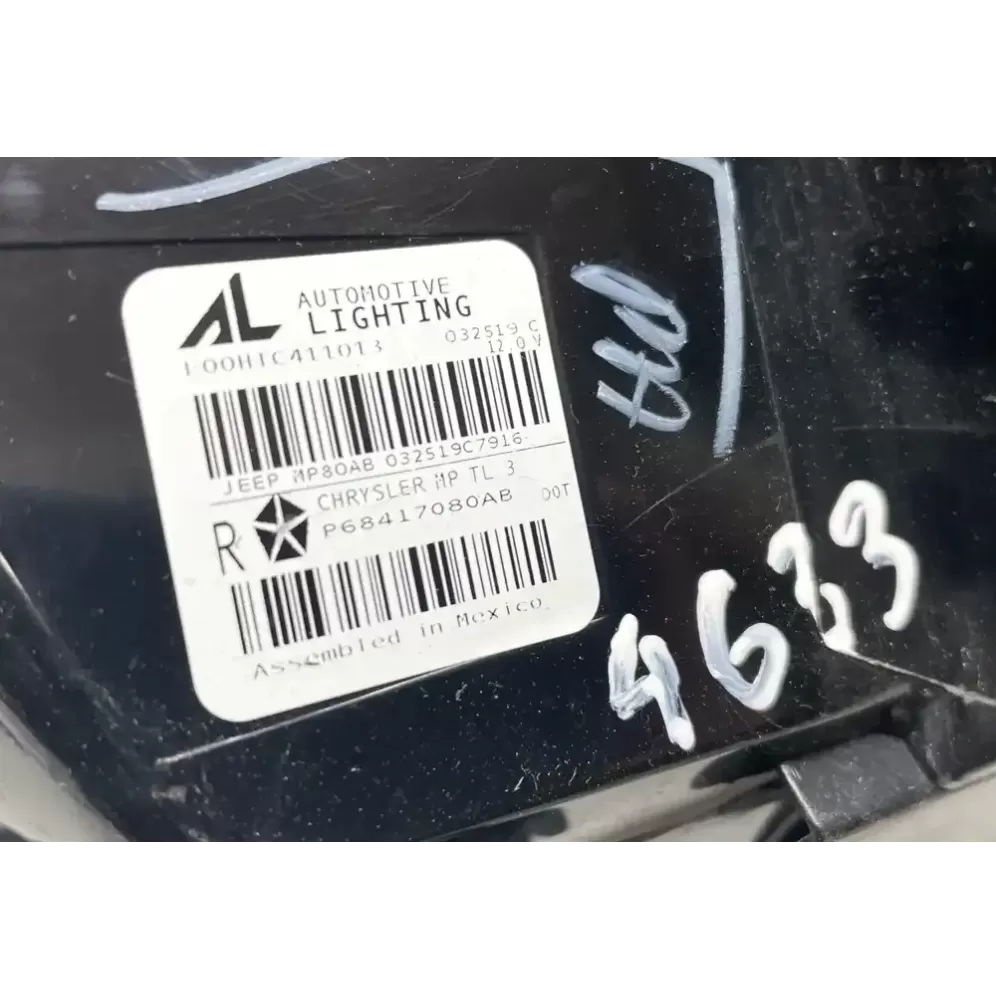 AL AUTOMOTIVE
LIGHTING
F00HTC411013 032519 C
12.0 V
JEEP MP80AB 032519C7916
R CHRYSLER MP TL 3
P68417080AB DOT
Assembled in Mexico
4633